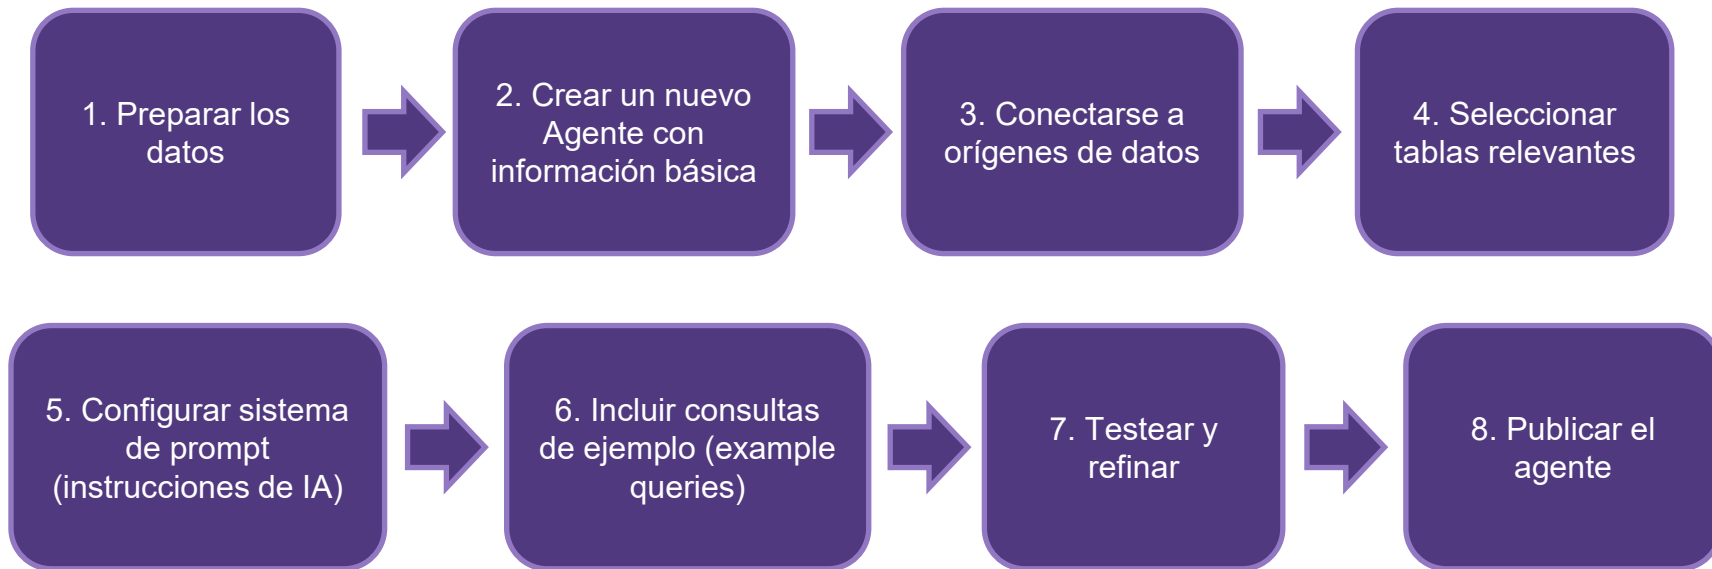 1. Preparar los
datos
2. Crear un nuevo
Agente con
información básica
3. Conectarse a
orígenes de datos
4. Seleccionar
tablas relevantes
5. Configurar sistema
de prompt
(instrucciones de IA)
6. Incluir consultas
de ejemplo (example
queries)
7. Testear y
refinar
8. Publicar el
agente